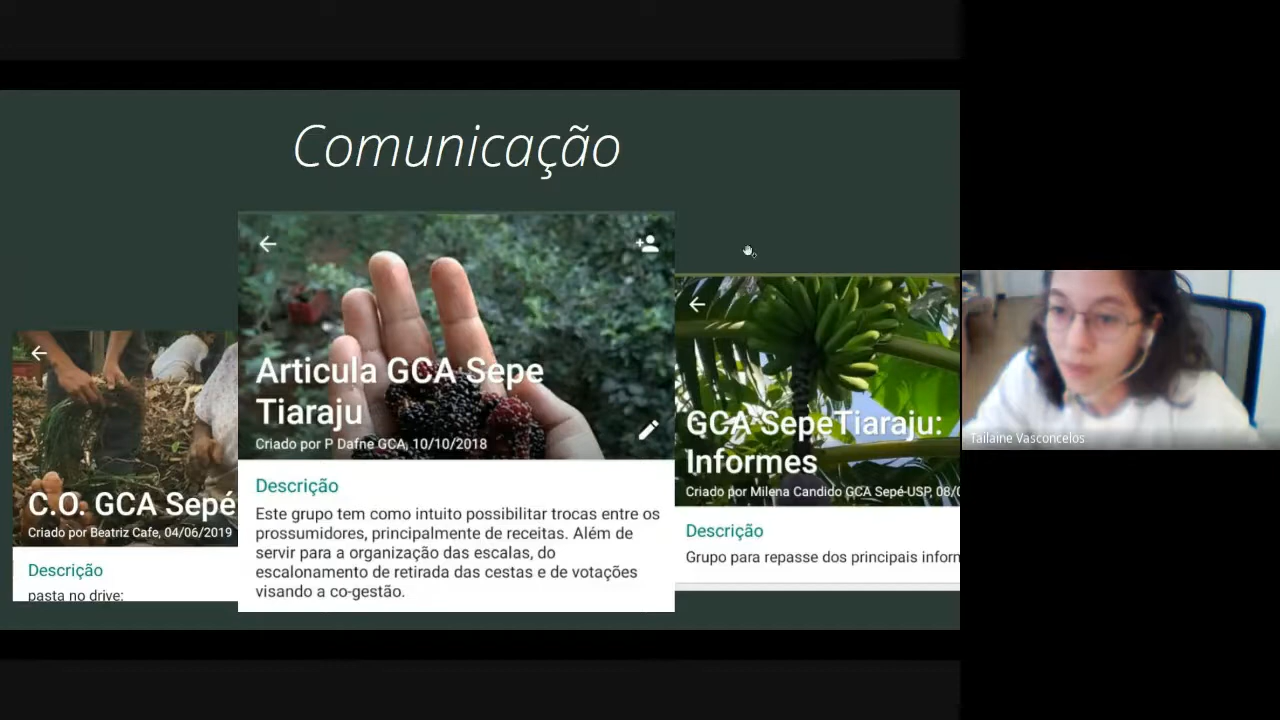 Comunicação
C.O. GCA Sepé
Criado por Beatriz Cafe, 04/06/2019
Descrição
pasta no drive:
Articula GCA Sepe
Tiaraju
Criado por P Dafne GCA, 10/10/2018
Descrição
Este grupo tem como intuito possibilitar trocas entre os
prossumidores, principalmente de receitas. Além de
servir para a organização das escalas, do
escalonamento de retirada das cestas e de votações
visando a co-gestão.
GCA SepeTiaraju:
Informes
Criado por Milena Candido GCA Sepé-USP, 08/0
Descrição
Grupo para repasse dos principais inform
Tailaine Vasconcelos